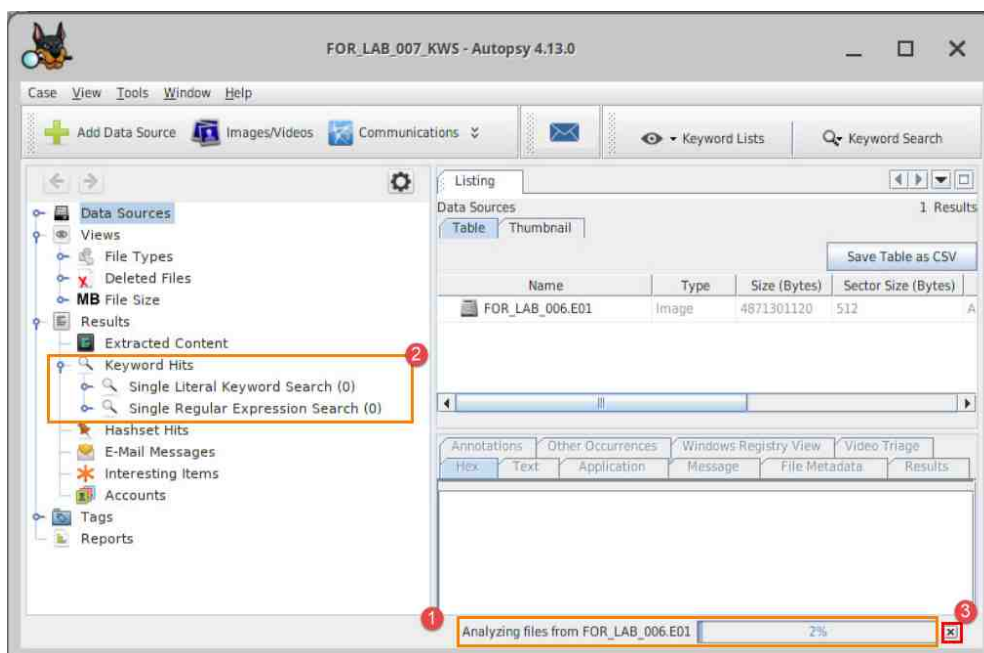 FOR_LAB_007_KWS - Autopsy 4.13.0
Case View Tools Window Help
Add Data Source Images/Videos Communications Keyword Lists Keyword Search
Listing
Data Sources
1 Results
Table Thumbnail
Save Table as CSV
Name Type Size (Bytes) Sector Size (Bytes)
FOR_LAB_006.E01 Image 4871301120 512 A
Data Sources
Views
File Types
Deleted Files
MB File Size
Results
Extracted Content
2
Keyword Hits
Single Literal Keyword Search (0)
Single Regular Expression Search (0)
Hashset Hits
E-Mail Messages
Interesting Items
Accounts
Tags
Reports
Annotations Other Occurrences Windows Registry View Video Triage
Hex Text Application Message File Metadata Results
1
3
Analyzing files from FOR_LAB_006.E01 2%